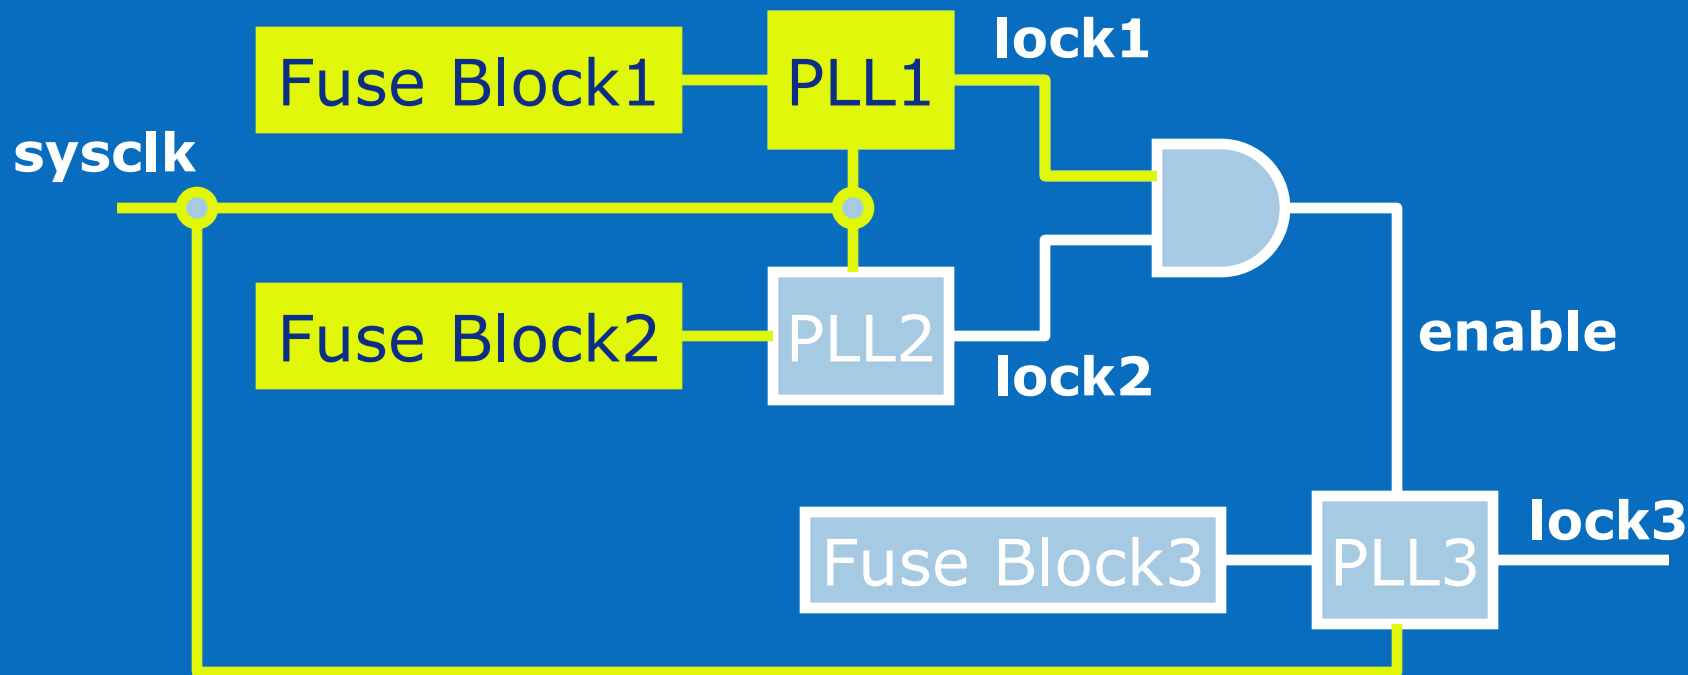 lock1
Fuse Block1
PLL1
sysclk
Fuse Block2
PLL2
enable
lock2
lock3
Fuse Block3
PLL3